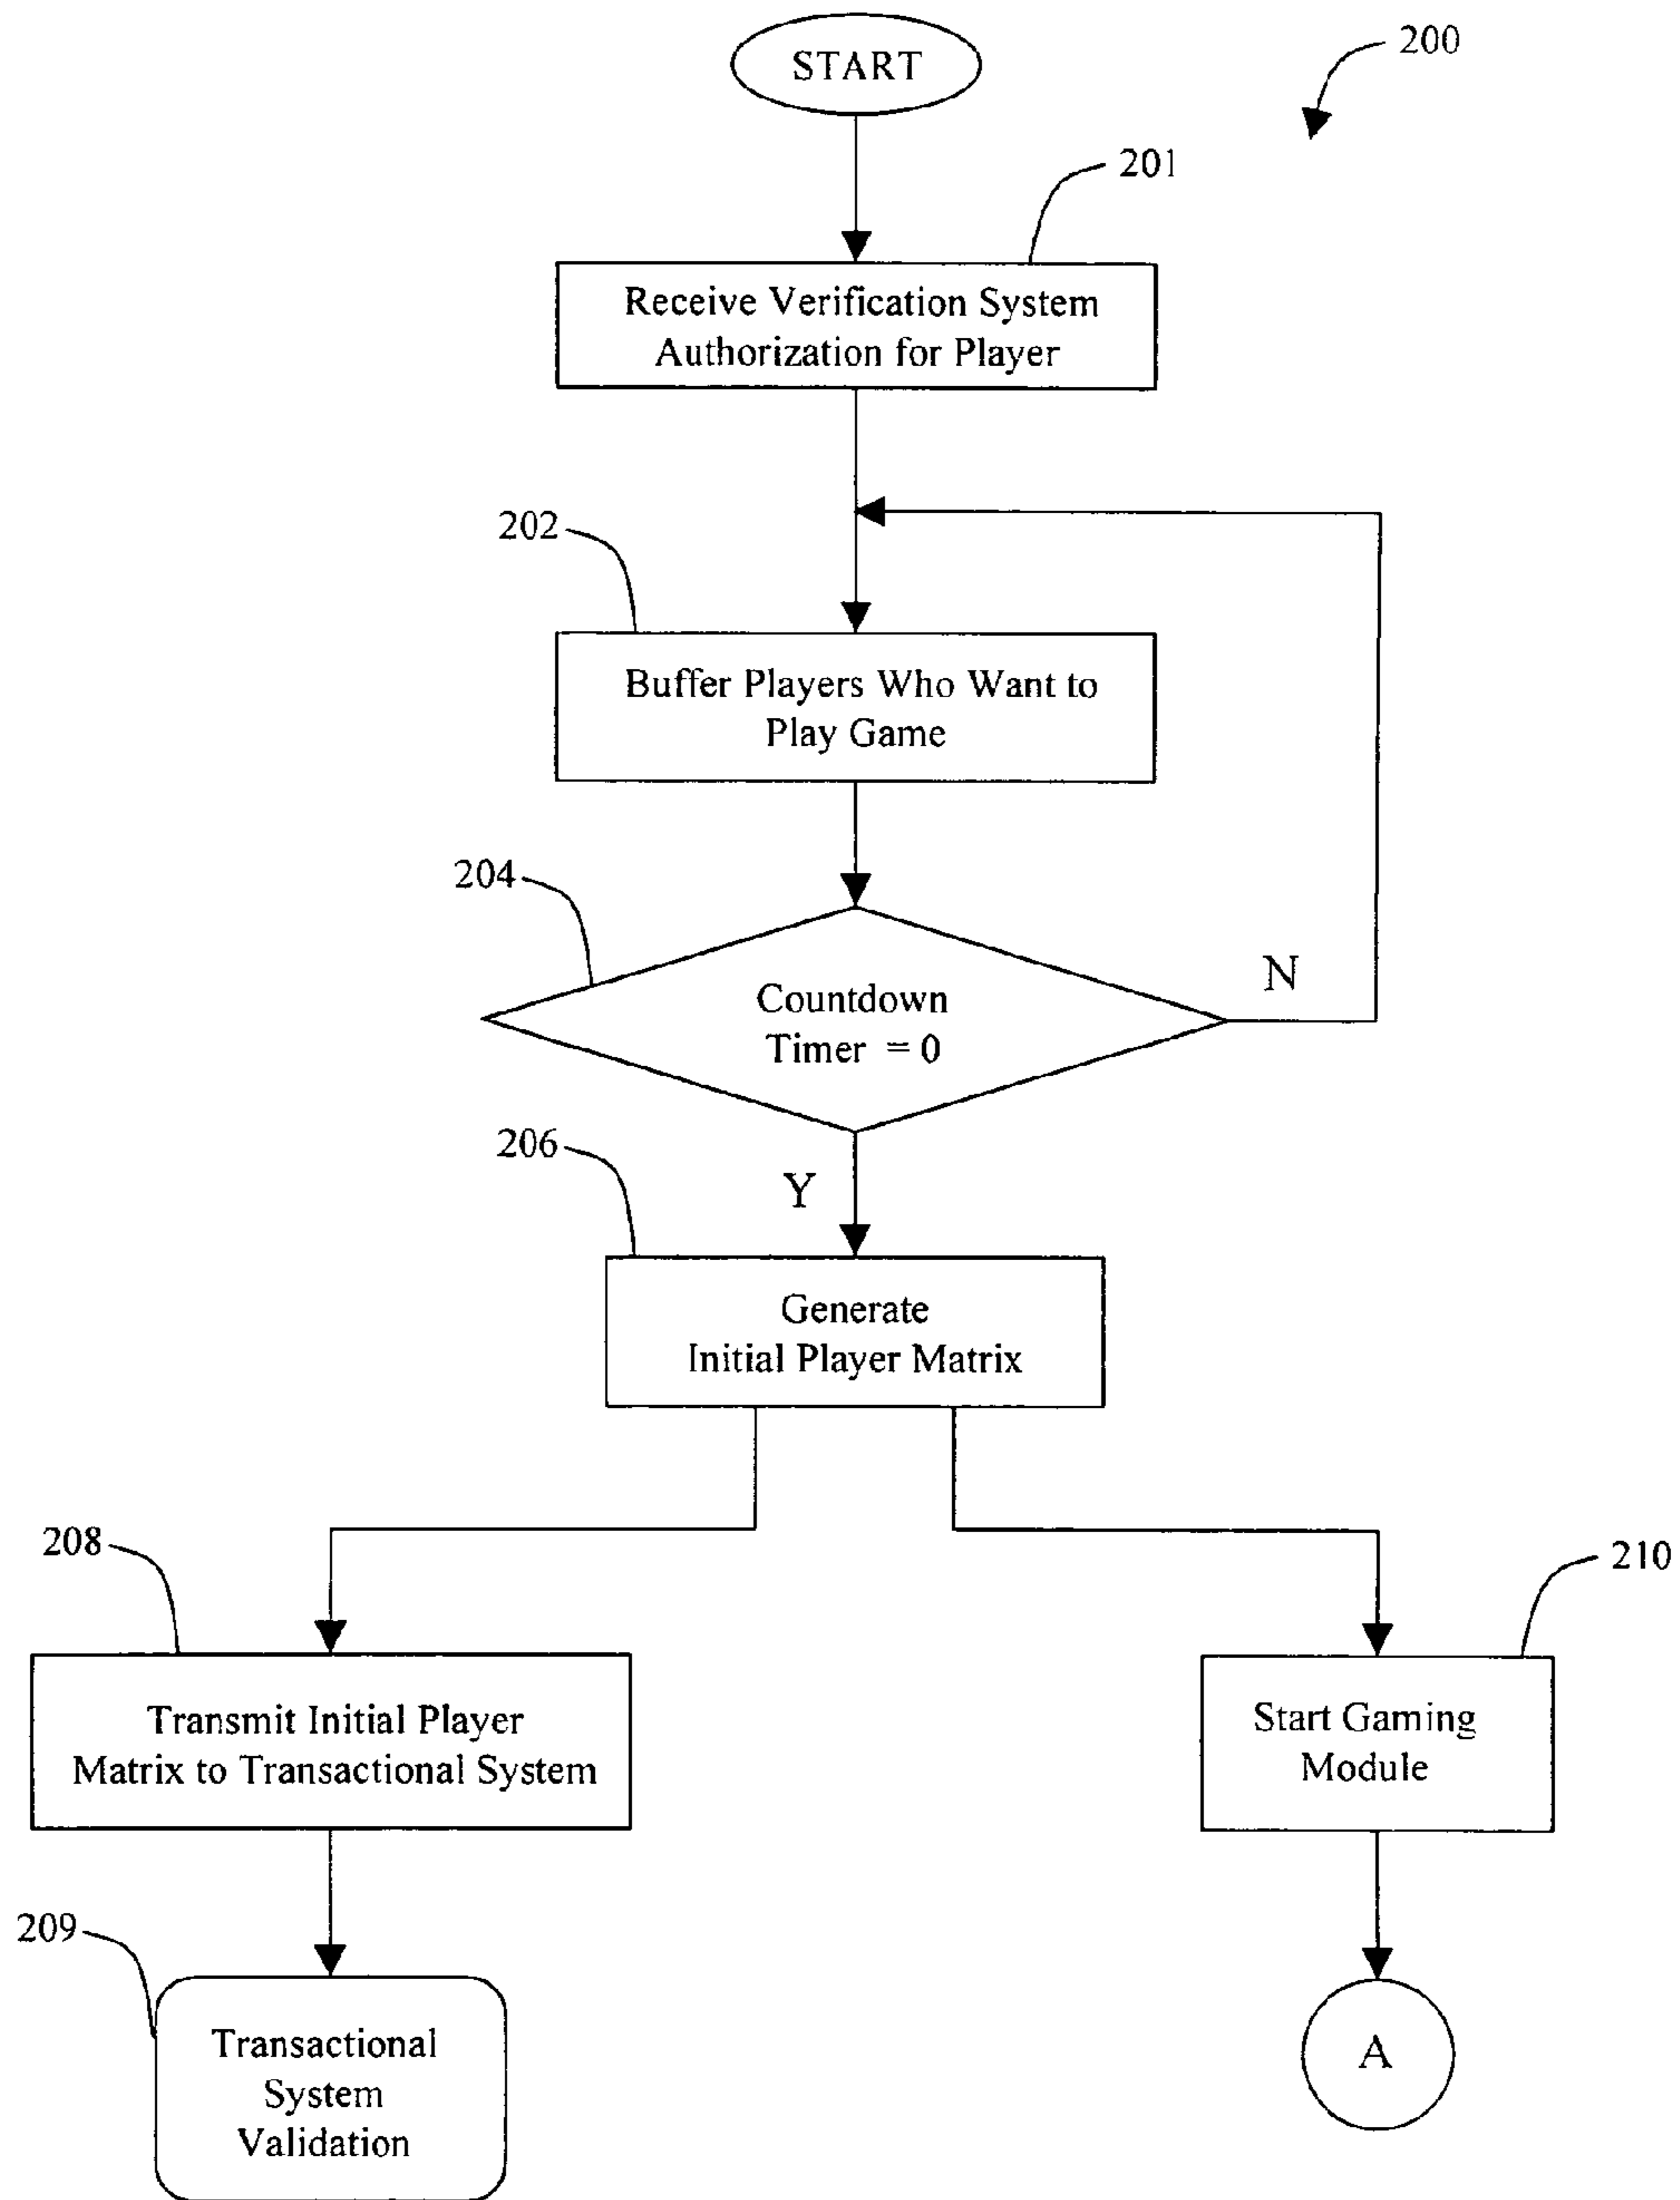 START
200
201
Receive Verification System
Authorization for Player
202
Buffer Players Who Want to
Play Game
204
Countdown
Timer = 0
N
206
Y
Generate
Initial Player Matrix
208
210
Transmit Initial Player
Matrix to Transactional System
Start Gaming
Module
209
Transactional
System
Validation
A